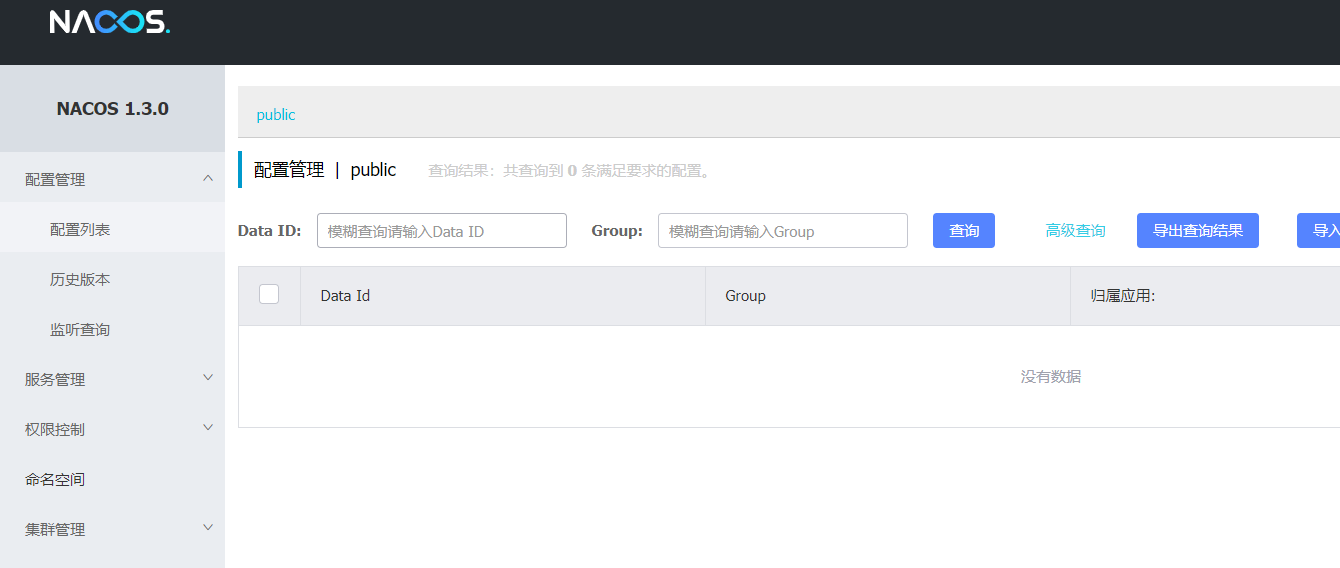 NACOS.
NACOS 1.3.0
配置管理
配置列表
历史版本
监听查询
服务管理
权限控制
命名空间
集群管理
public
配置管理 | public 查询结果：共查询到 0 条满足要求的配置。
Data ID: 模糊查询请输入Data ID Group: 模糊查询请输入Group 查询 高级查询 导出查询结果 导入
Data Id Group 归属应用:
没有数据